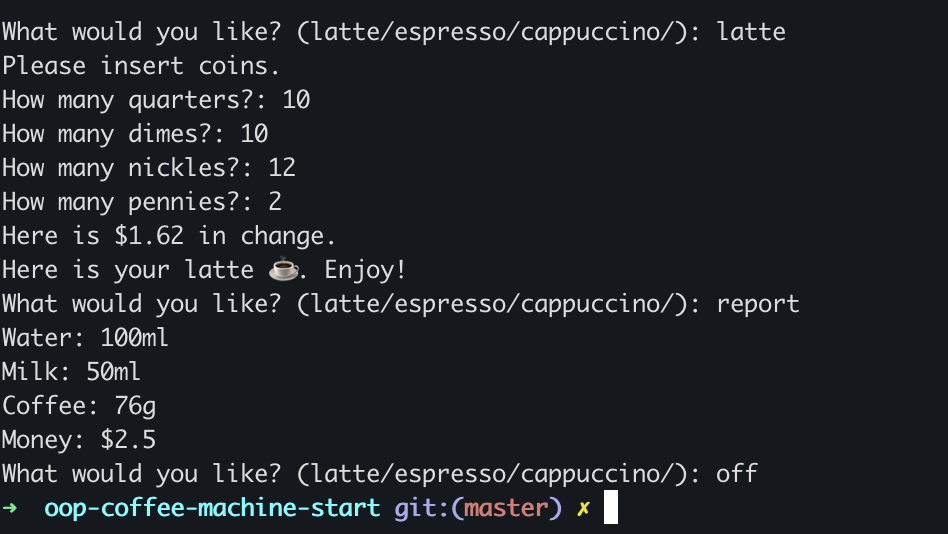 What would you like? (latte/espresso/cappuccino/): latte
Please insert coins.
How many quarters?: 10
How many dimes?: 10
How many nickles?: 12
How many pennies?: 2
Here is $1.62 in change.
Here is your latte ☕️. Enjoy!
What would you like? (latte/espresso/cappuccino/): report
Water: 100ml
Milk: 50ml
Coffee: 76g
Money: $2.5
What would you like? (latte/espresso/cappuccino/): off
→ oop-coffee-machine-start git:(master) ✗